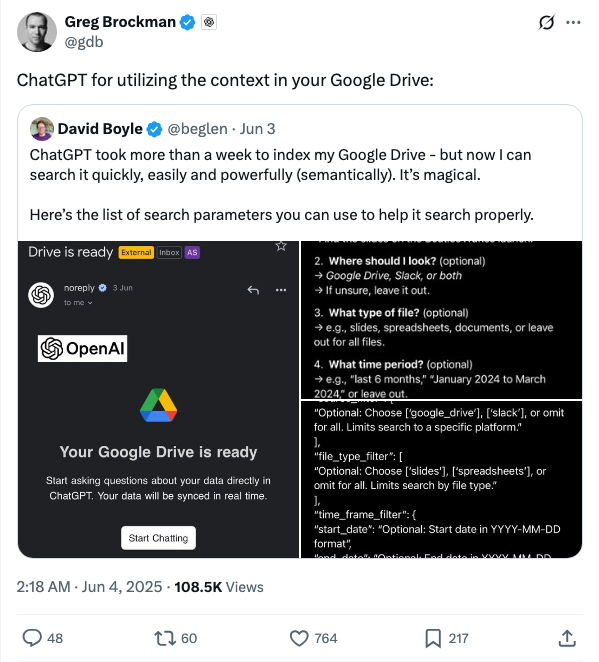 Greg Brockman
@gdb
ChatGPT for utilizing the context in your Google Drive:
David Boyle @beglen · Jun 3
ChatGPT took more than a week to index my Google Drive - but now I can
search it quickly, easily and powerfully (semantically). It's magical.
Here's the list of search parameters you can use to help it search properly.
Drive is ready External Inbox AS
noreply 3 Jun
to me
OpenAI
Your Google Drive is ready
Start asking questions about your data directly in
ChatGPT. Your data will be synced in real time.
Start Chatting
2. Where should I look? (optional)
→ Google Drive, Slack, or both
→ If unsure, leave it out.
3. What type of file? (optional)
→ e.g., slides, spreadsheets, documents, or leave
out for all files.
4. What time period? (optional)
→ e.g., "last 6 months," "January 2024 to March
2024," or leave out.
"Optional: Choose ['google_drive'], ['slack'], or omit
for all. Limits search to a specific platform."
],
"file_type_filter": [
"Optional: Choose ['slides'], ['spreadsheets'], or
omit for all. Limits search by file type."
],
"time_frame_filter": {
"start_date": "Optional: Start date in YYYY-MM-DD
format",
2:18 AM · Jun 4, 2025 · 108.5K Views
48 60 764 217